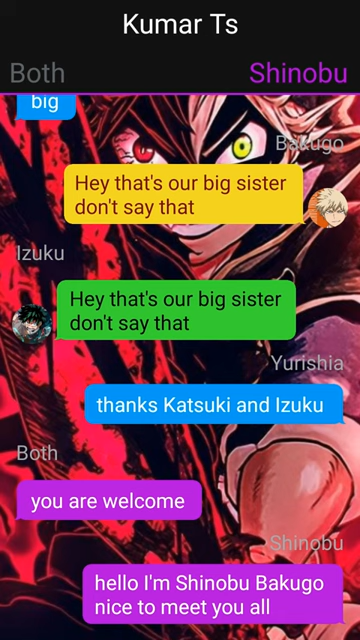 Kumar Ts
Both
Shinobu
big
Bakugo
Hey that's our big sister
don't say that
Izuku
Hey that's our big sister
don't say that
Yurishia
thanks Katsuki and Izuku
Both
you are welcome
Shinobu
hello I'm Shinobu Bakugo
nice to meet you all